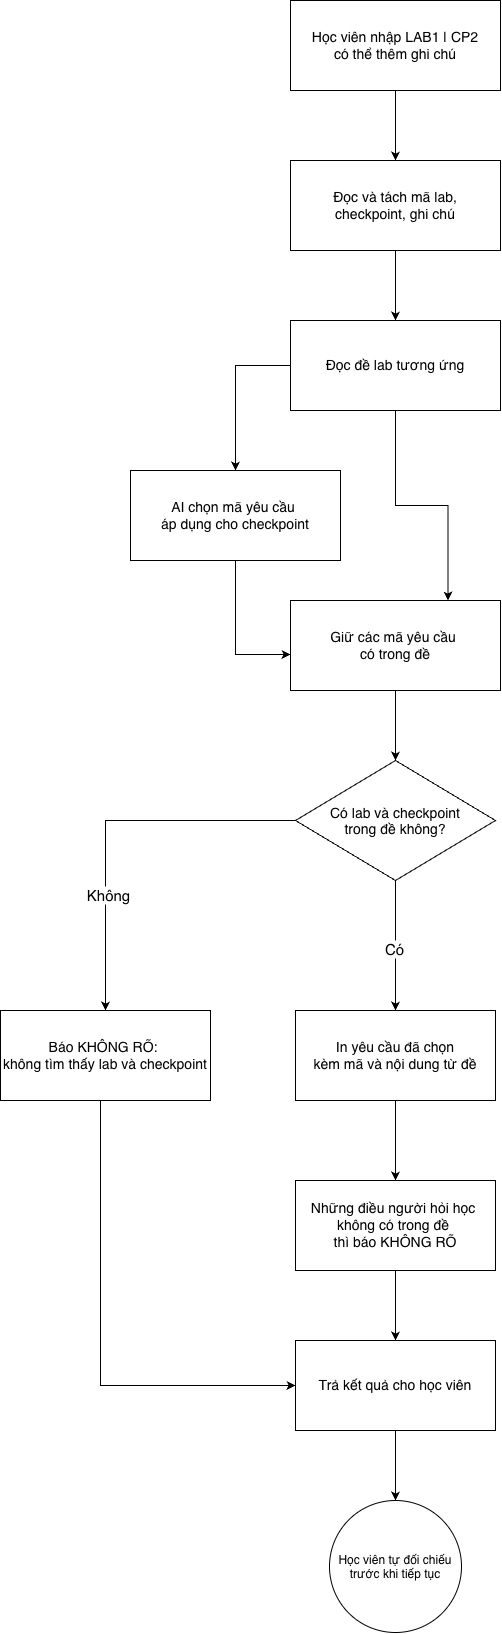 Học viên nhập LAB1 | CP2
có thể thêm ghi chú
Đọc và tách mã lab,
checkpoint, ghi chú
Đọc đề lab tương ứng
AI chọn mã yêu cầu
áp dụng cho checkpoint
Giữ các mã yêu cầu
có trong đề
Có lab và checkpoint
trong đề không?
Không
Có
Báo KHÔNG RÕ:
không tìm thấy lab và checkpoint
In yêu cầu đã chọn
kèm mã và nội dung từ đề
Những điều người hỏi học
không có trong đề
thì báo KHÔNG RÕ
Trả kết quả cho học viên
Học viên tự đối chiếu
trước khi tiếp tục